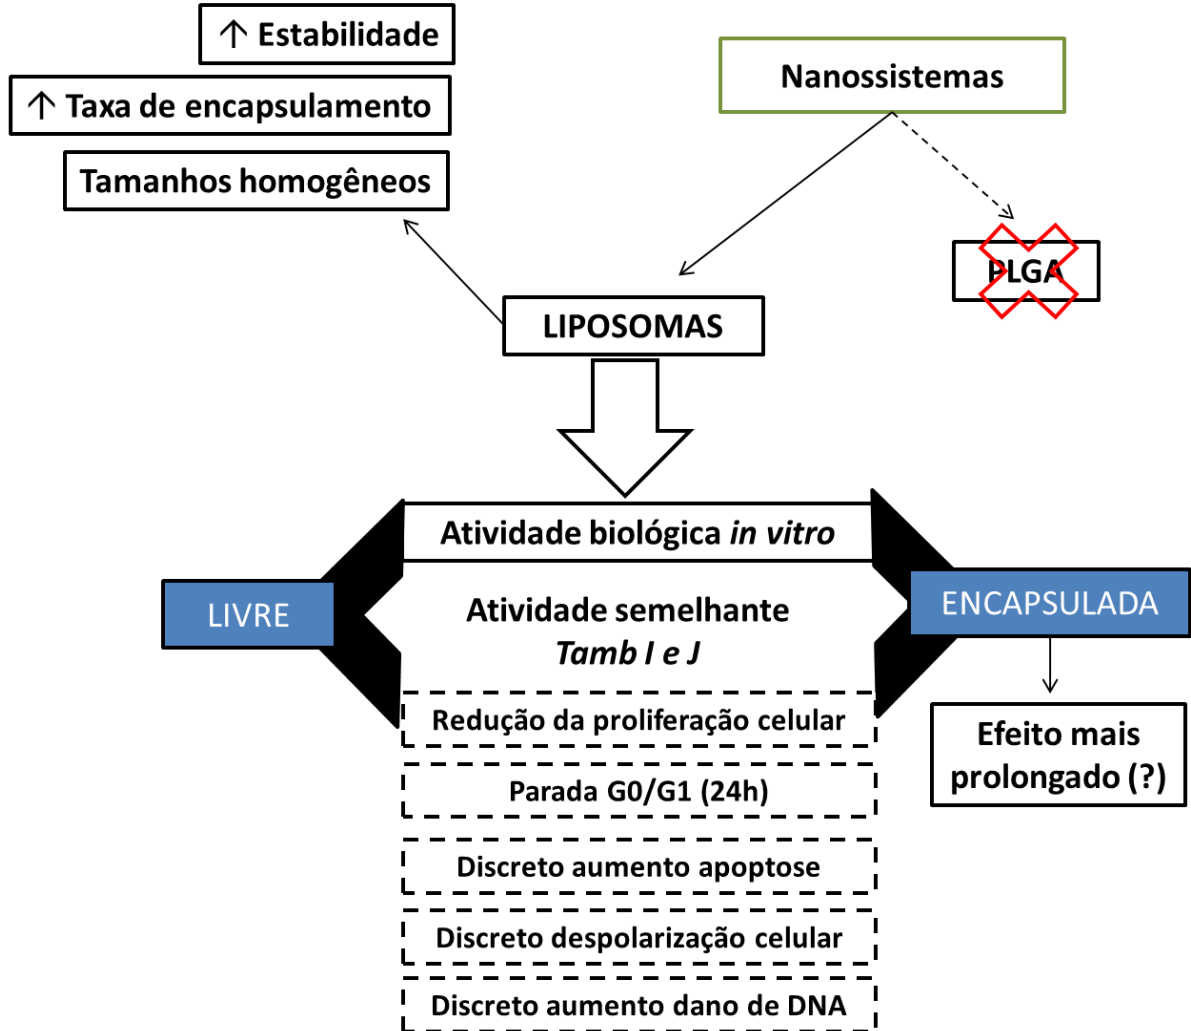 ↑ Estabilidade
↑ Taxa de encapsulamento
Tamanhos homogêneos
Nanossistemas
PLGA
LIPOSOMAS
Atividade biológica in vitro
LIVRE
Atividade semelhante
Tamb I e J
ENCAPSULADA
Redução da proliferação celular
Parada G0/G1 (24h)
Discreto aumento apoptose
Discreto despolarização celular
Discreto aumento dano de DNA
Efeito mais
prolongado (?)